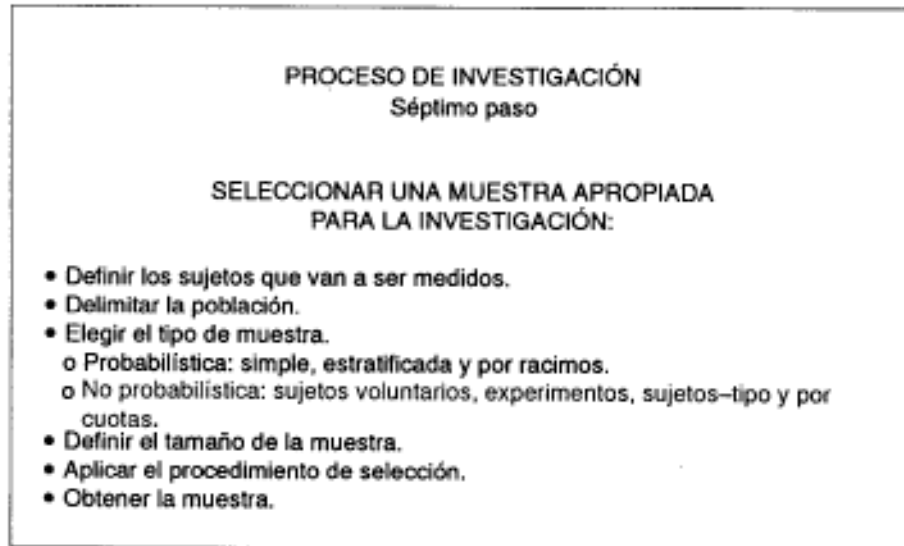 PROCESO DE INVESTIGACIÓN
Séptimo paso
SELECCIONAR UNA MUESTRA APROPIADA
PARA LA INVESTIGACIÓN:
• Definir los sujetos que van a ser medidos.
• Delimitar la población.
• Elegir el tipo de muestra.
o Probabilística: simple, estratificada y por racimos.
o No probabilística: sujetos voluntarios, experimentos, sujetos–tipo y por
cuotas.
• Definir el tamaño de la muestra.
• Aplicar el procedimiento de selección.
• Obtener la muestra.